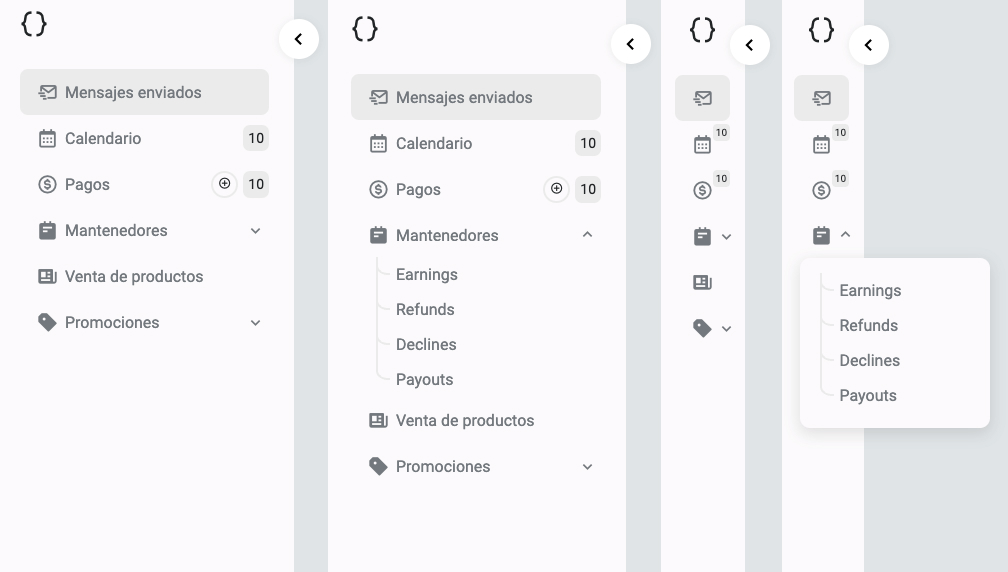 {}
Mensajes enviados
Calendario 10
Pagos 10
Mantenedores
Venta de productos
Promociones
{}
Mensajes enviados
Calendario 10
Pagos 10
Mantenedores
Earnings
Refunds
Declines
Payouts
Venta de productos
Promociones
{}
10
10
{}
10
10
Earnings
Refunds
Declines
Payouts